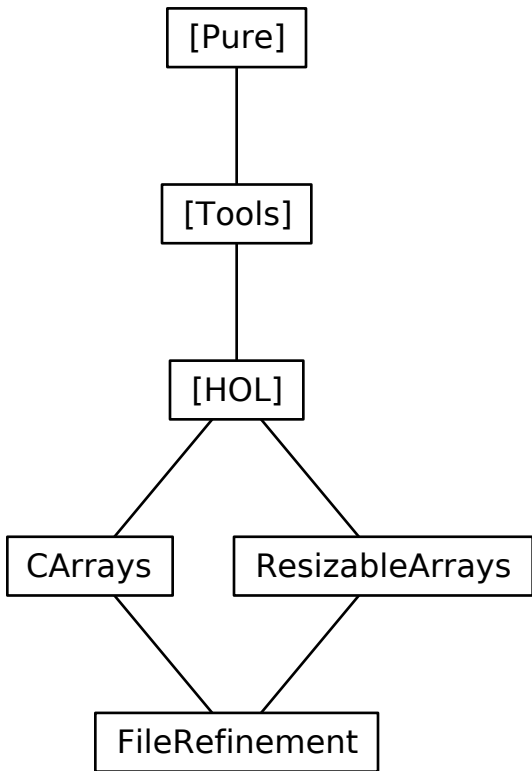 [Pure]
[Tools]
[HOL]
CArrays
ResizableArrays
FileRefinement